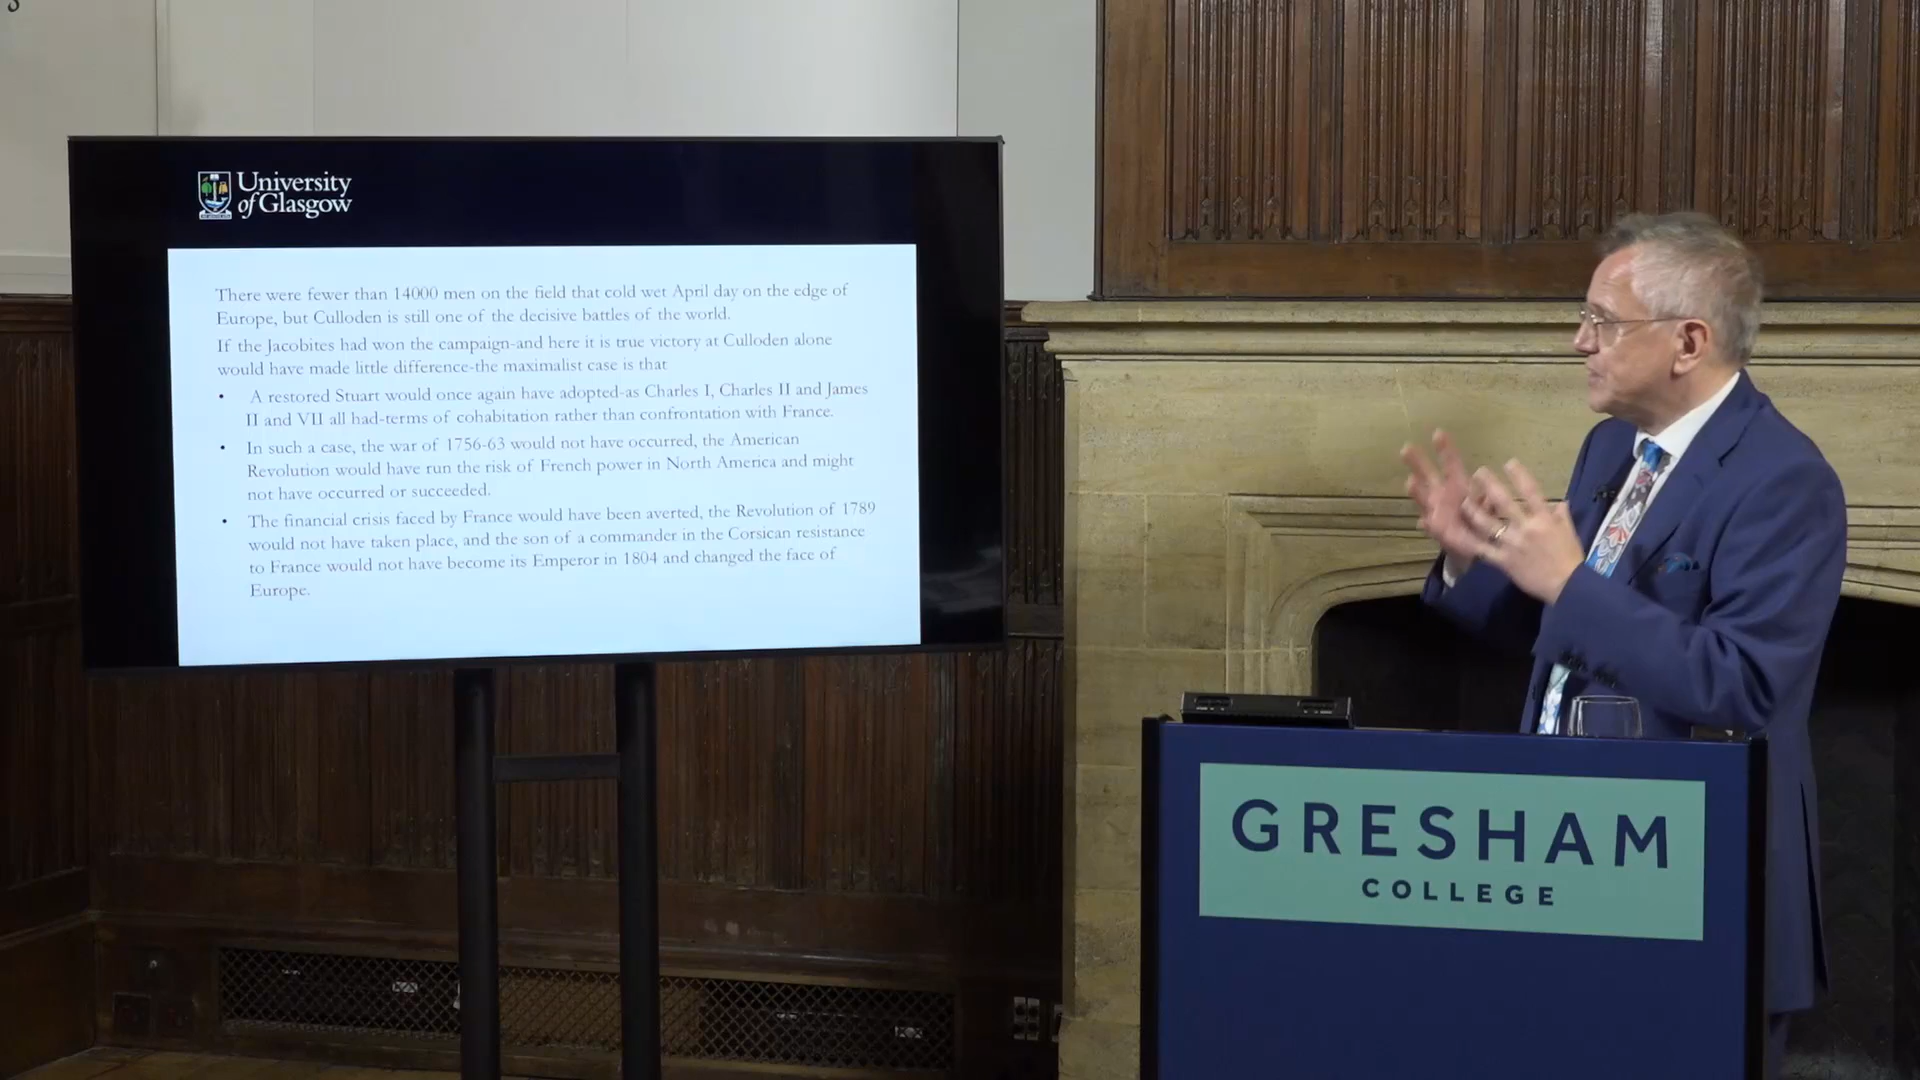 University
of Glasgow
There were fewer than 14000 men on the field that cold wet April day on the edge of
Europe, but Culloden is still one of the decisive battles of the world.
If the Jacobites had won the campaign-and here it is true victory at Culloden alone
would have made little difference-the maximalist case is that
• A restored Stuart would once again have adopted-as Charles I, Charles II and James
II and VII all had-terms of cohabitation rather than confrontation with France.
• In such a case, the war of 1756-63 would not have occurred, the American
Revolution would have run the risk of French power in North America and might
not have occurred or succeeded.
• The financial crisis faced by France would have been averted, the Revolution of 1789
would not have taken place, and the son of a commander in the Corsican resistance
to France would not have become its Emperor in 1804 and changed the face of
Europe.
GRESHAM
COLLEGE